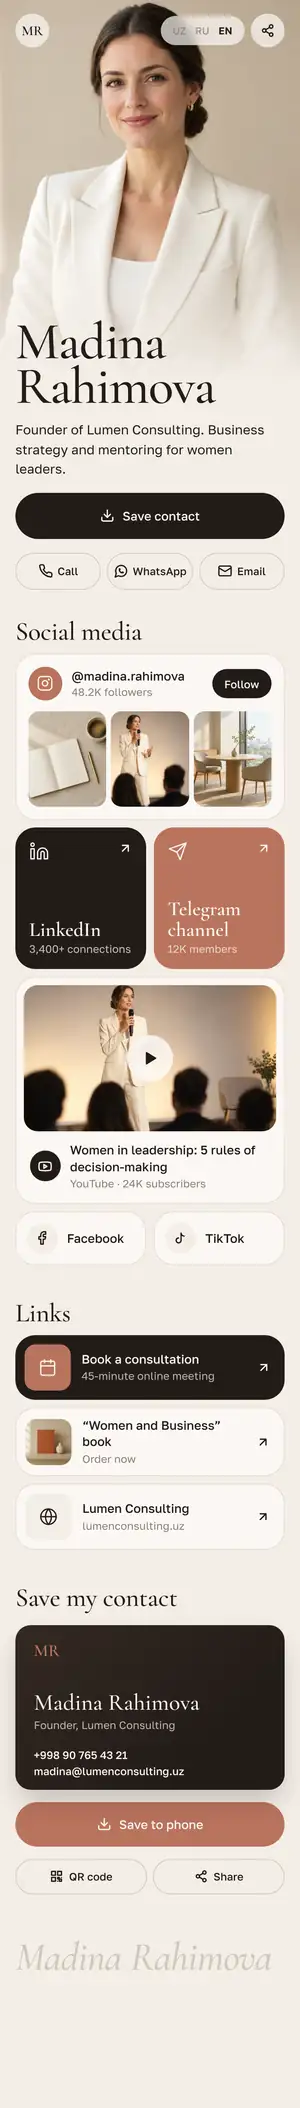 MR
UZ RU EN
Madina
Rahimova
Founder of Lumen Consulting. Business
strategy and mentoring for women
leaders.
Save contact
Call
WhatsApp
Email
Social media
@madina.rahimova
48.2K followers
Follow
LinkedIn
3,400+ connections
Telegram
channel
12K members
Women in leadership: 5 rules of
decision-making
YouTube · 24K subscribers
Facebook
TikTok
Links
Book a consultation
45-minute online meeting
“Women and Business”
book
Order now
Lumen Consulting
lumenconsulting.uz
Save my contact
MR
Madina Rahimova
Founder, Lumen Consulting
+998 90 765 43 21
madina@lumenconsulting.uz
Save to phone
QR code
Share
Madina Rahimova